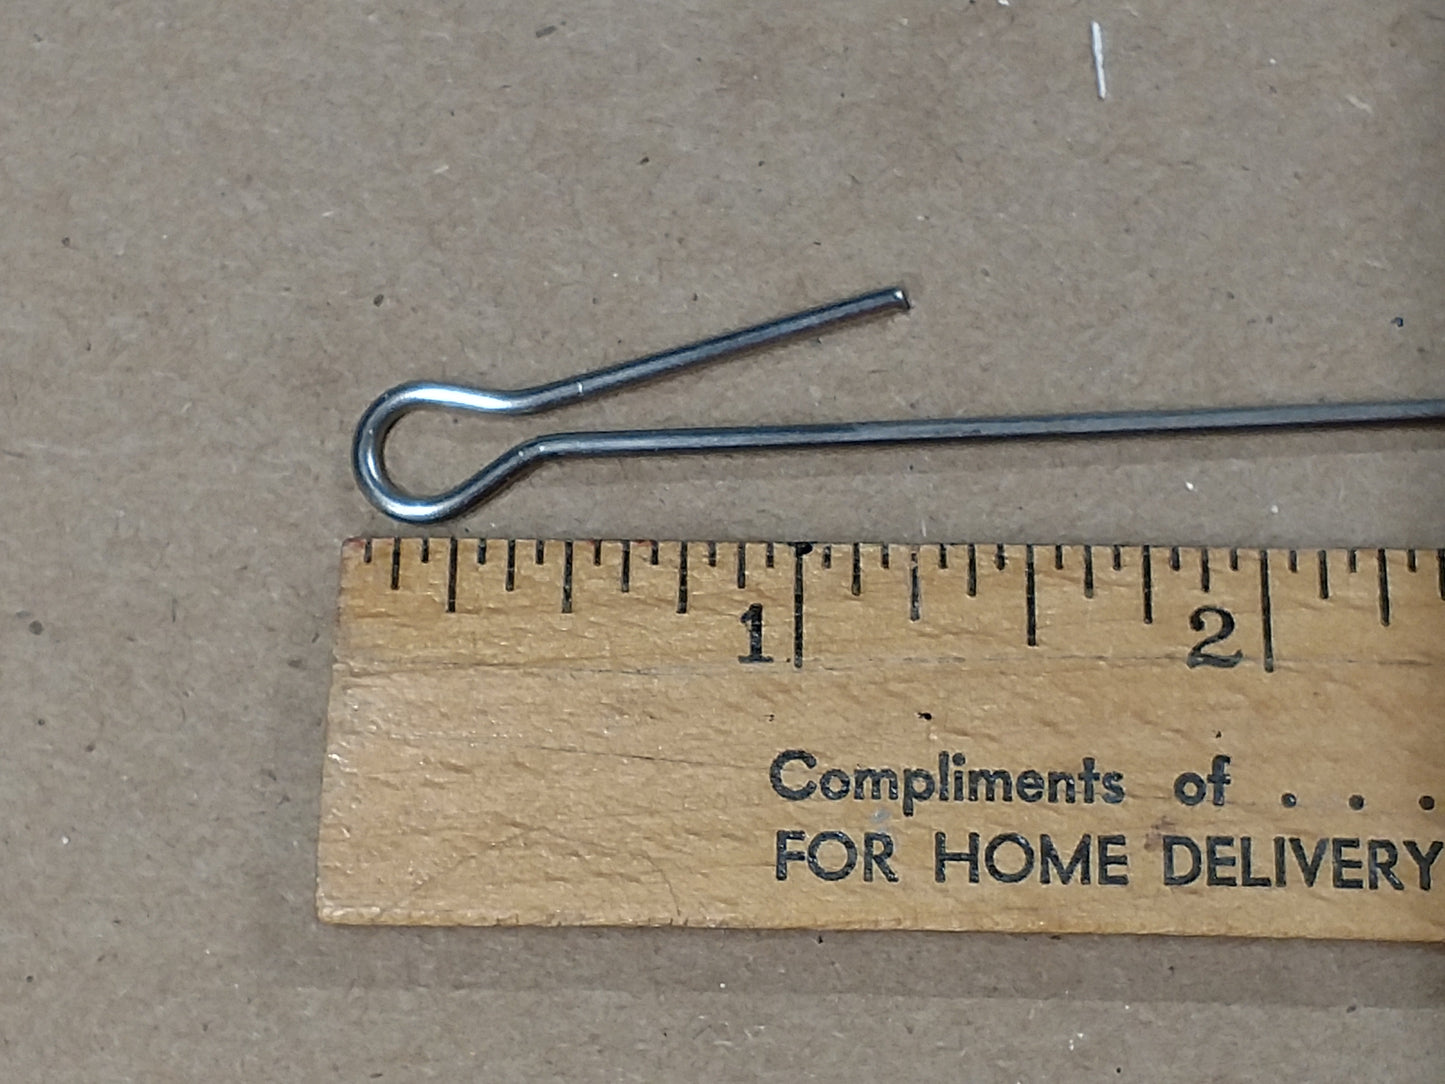 1 2
Compliments of . . .
FOR HOME DELIVERY